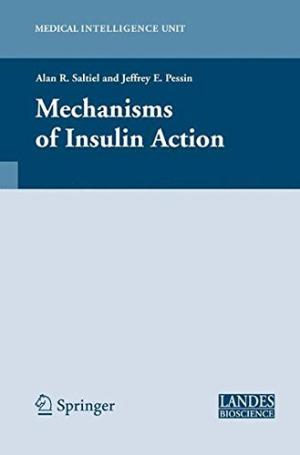 MEDICAL INTELLIGENCE UNIT
Alan R. Saltiel and Jeffrey E. Pessin
Mechanisms
of Insulin Action
Springer
LANDES
BIOSCIENCE